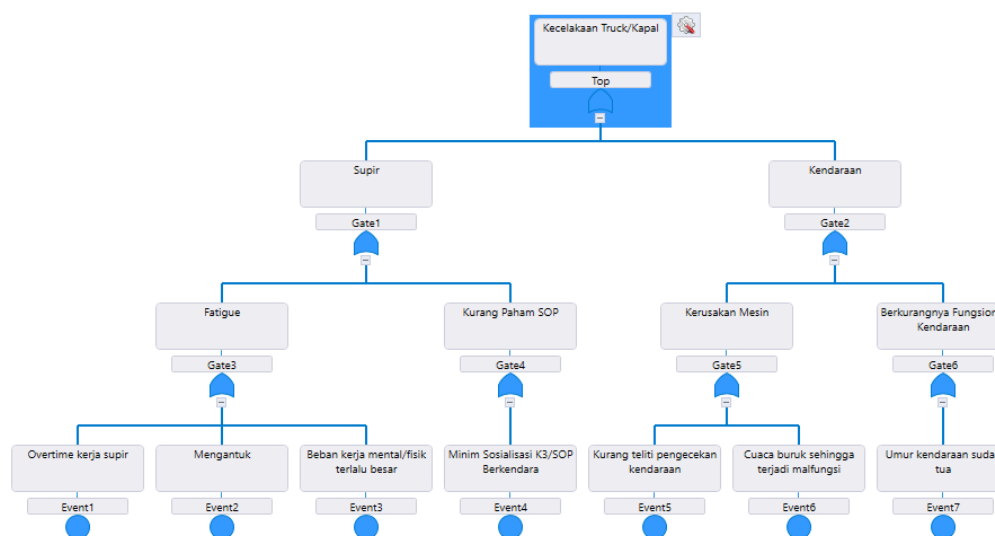 Kecelakaan Truck/Kapal
Top
Supir
Kendaraan
Gate1
Gate2
Fatigue
Kurang Paham SOP
Kerusakan Mesin
Berkurangnya Fungsion
Kendaraan
Gate3
Gate4
Gate5
Gate6
Overtime kerja supir
Mengantuk
Beban kerja mental/fisik
terlalu besar
Minim Sosialisasi K3/SOP
Berkendara
Kurang teliti pengecekan
kendaraan
Cuaca buruk sehingga
terjadi malfungsi
Umur kendaraan suda
tua
Event1
Event2
Event3
Event4
Event5
Event6
Event7